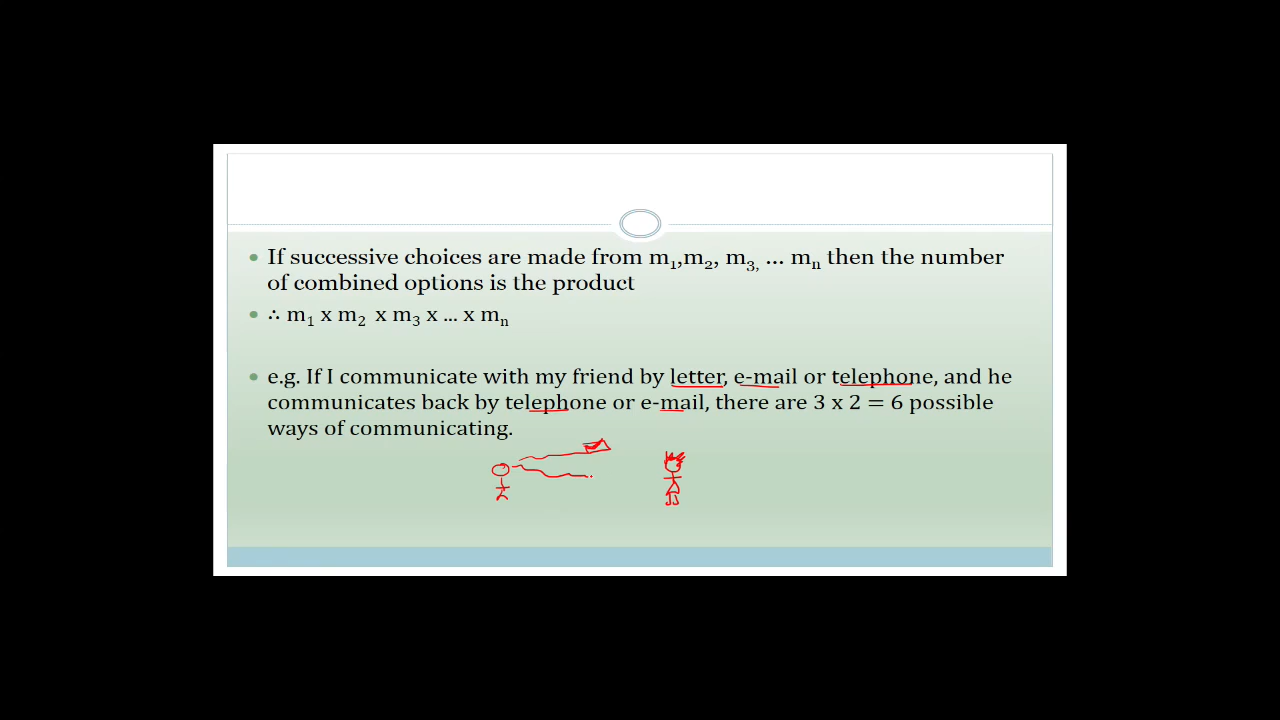 If successive choices are made from m₁,m₂, m₃, ... mₙ then the number
of combined options is the product
∴ m₁ x m₂ x m₃ x ... x mₙ
e.g. If I communicate with my friend by letter, e-mail or telephone, and he
communicates back by telephone or e-mail, there are 3 x 2 = 6 possible
ways of communicating.